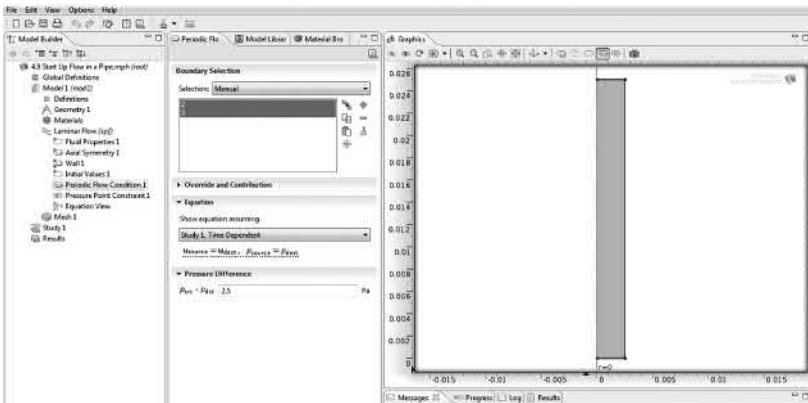 File Edit View Options Help
Model Builder
4.3 Start Up Flow in a Pipe.mph (root)
Global Definitions
Model 1 (mod1)
Definitions
Geometry 1
Materials
Laminar Flow (spf)
Fluid Properties 1
Axial Symmetry 1
Wall 1
Initial Values 1
Periodic Flow Condition 1
Pressure Point Constraint 1
Equation View
Mesh 1
Study 1
Results
Periodic Flo
Model Librar
Material Bro
Boundary Selection
Selection: Manual
2
3
Override and Contribution
Equation
Show equation assuming:
Study 1, Time Dependent
Pressure Difference
2.5 Pa
Graphics
0.026
0.024
0.022
0.02
0.018
0.016
0.014
0.012
0.01
0.008
0.006
0.004
0.002
0
r=0
-0.015 -0.01 -0.005 0 0.005 0.01 0.015
Messages Progress Log Results